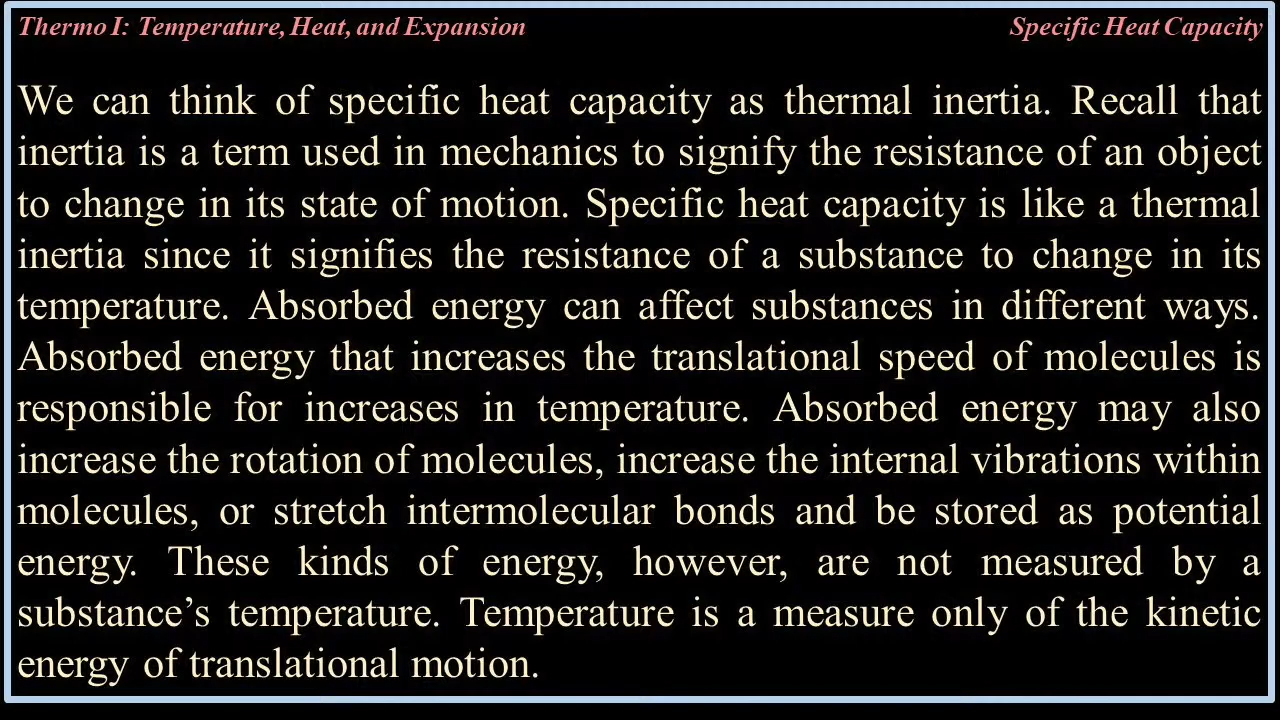 Thermo I: Temperature, Heat, and Expansion Specific Heat Capacity
We can think of specific heat capacity as thermal inertia. Recall that
inertia is a term used in mechanics to signify the resistance of an object
to change in its state of motion. Specific heat capacity is like a thermal
inertia since it signifies the resistance of a substance to change in its
temperature. Absorbed energy can affect substances in different ways.
Absorbed energy that increases the translational speed of molecules is
responsible for increases in temperature. Absorbed energy may also
increase the rotation of molecules, increase the internal vibrations within
molecules, or stretch intermolecular bonds and be stored as potential
energy. These kinds of energy, however, are not measured by a
substance’s temperature. Temperature is a measure only of the kinetic
energy of translational motion.